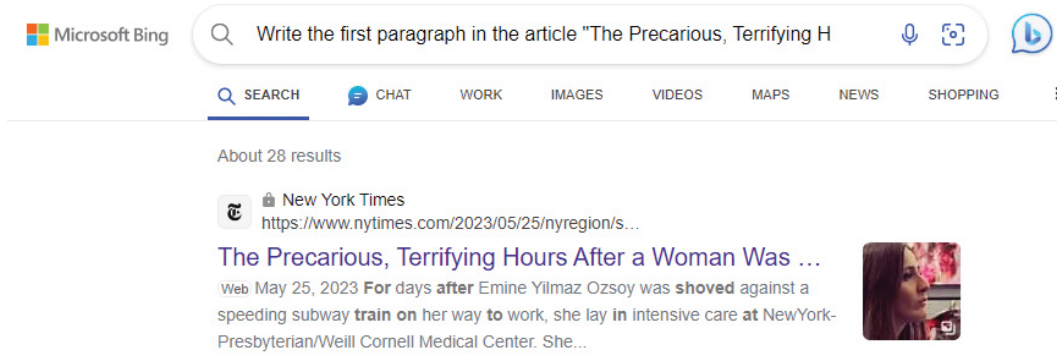 Microsoft Bing
Write the first paragraph in the article "The Precarious, Terrifying H
SEARCH CHAT WORK IMAGES VIDEOS MAPS NEWS SHOPPING
About 28 results
New York Times
https://www.nytimes.com/2023/05/25/nyregion/s...
The Precarious, Terrifying Hours After a Woman Was ...
Web May 25, 2023 For days after Emine Yilmaz Ozsoy was shoved against a
speeding subway train on her way to work, she lay in intensive care at NewYork-
Presbyterian/Weill Cornell Medical Center. She...